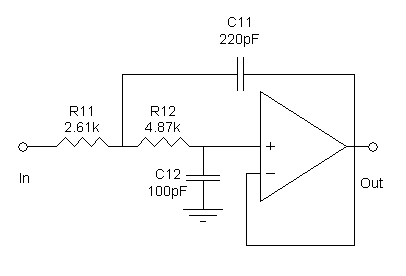 C11
220pF
R11
2.61k
R12
4.87k
+
−
C12
100pF
In
Out